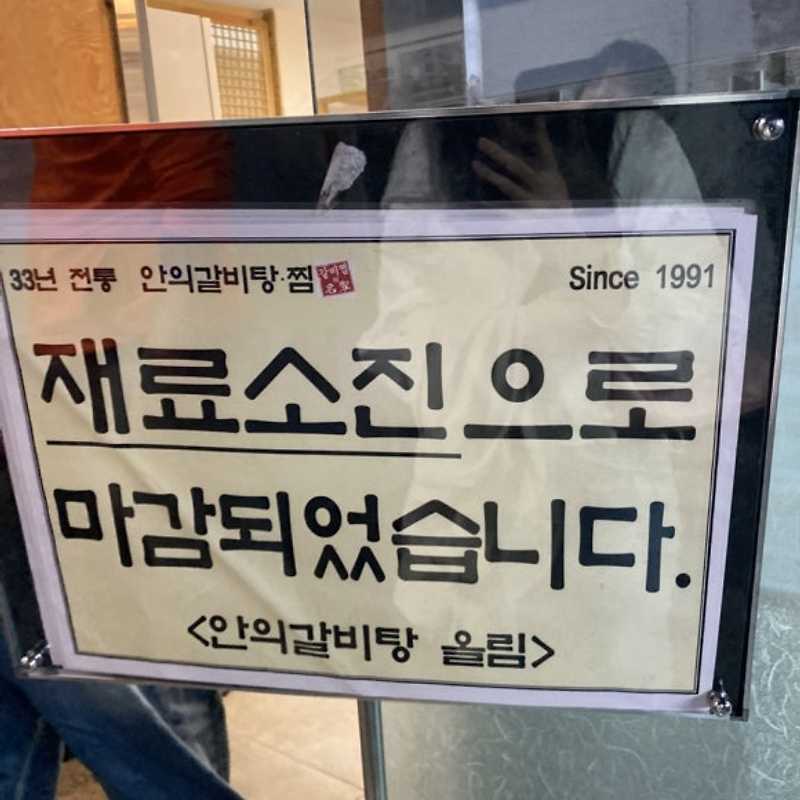 33년 전통 안의갈비탕·찜 Since 1991
재료소진으로
마감되었습니다.
<안의갈비탕 올림>